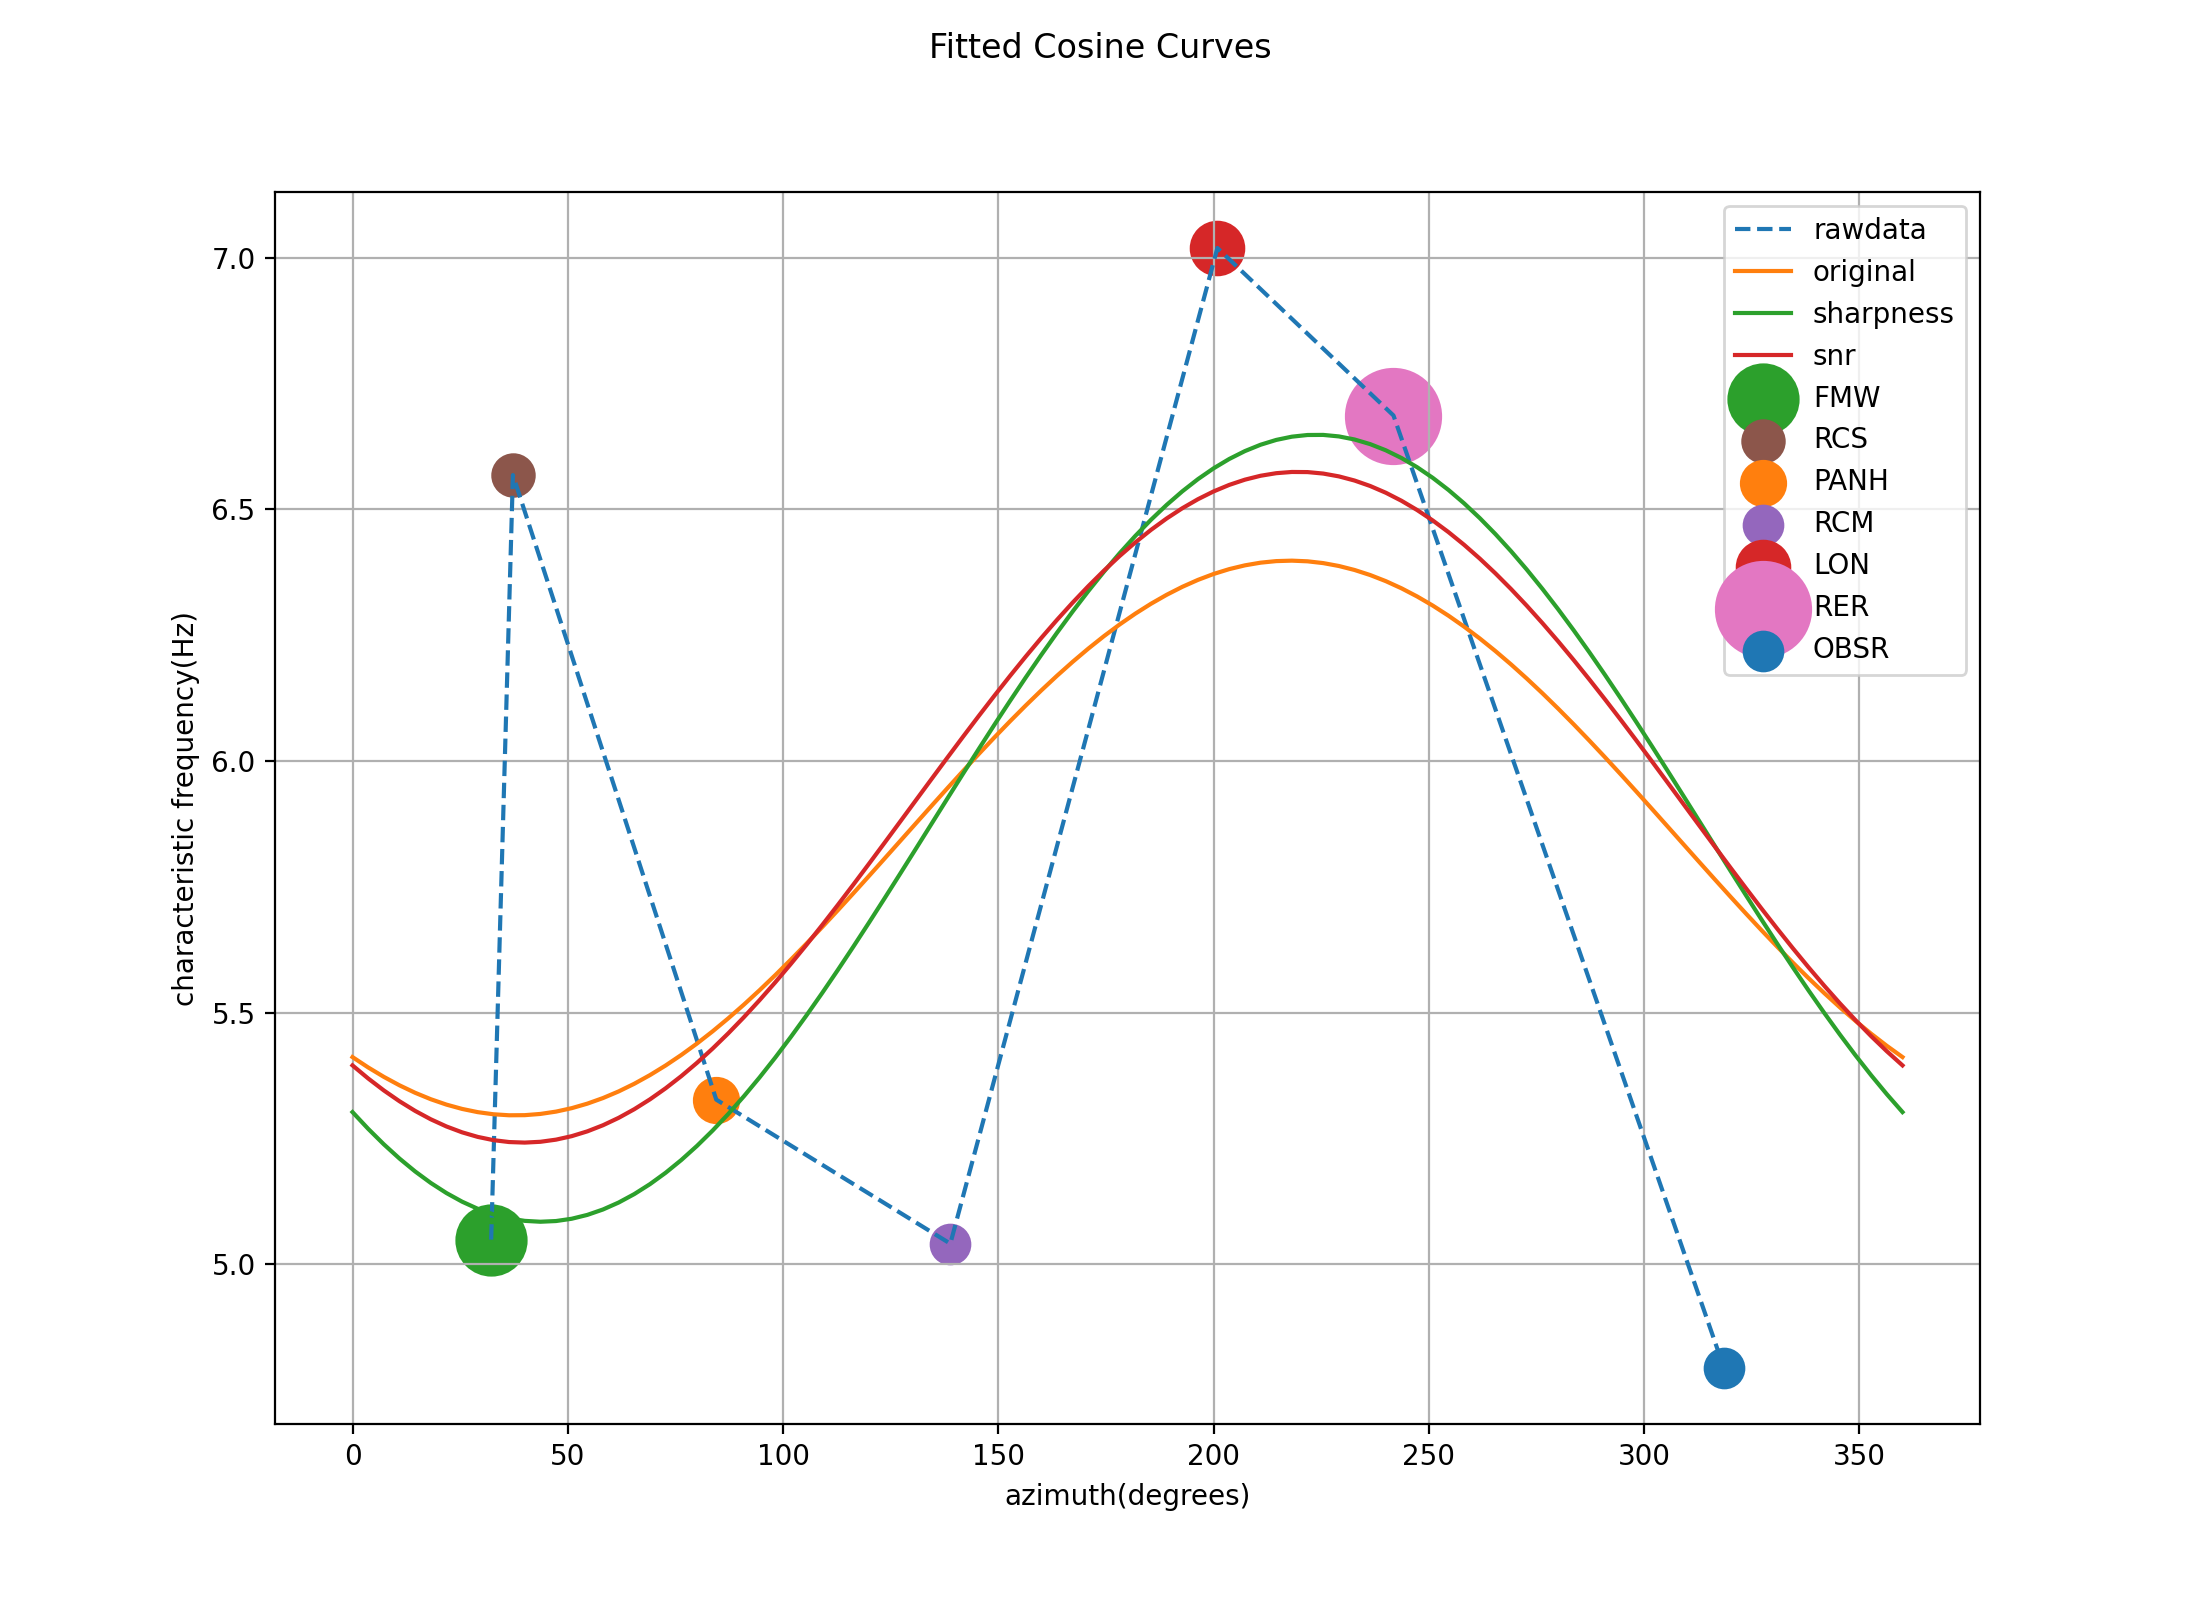 Fitted Cosine Curves
characteristic frequency(Hz)
7.0
6.5
6.0
5.5
5.0
rawdata
original
sharpness
snr
FMW
RCS
PANH
RCM
LON
RER
OBSR
0 50 100 150 200 250 300 350
azimuth(degrees)